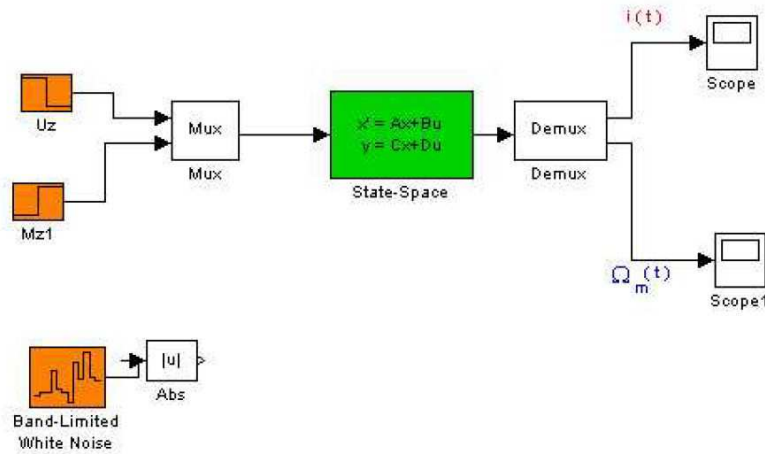 i(t)
Scope
Uz
Mux
Mux
x' = Ax+Bu
y = Cx+Du
State-Space
Demux
Demux
Mz1
Ωm(t)
Scope1
|u|
Abs
Band-Limited
White Noise